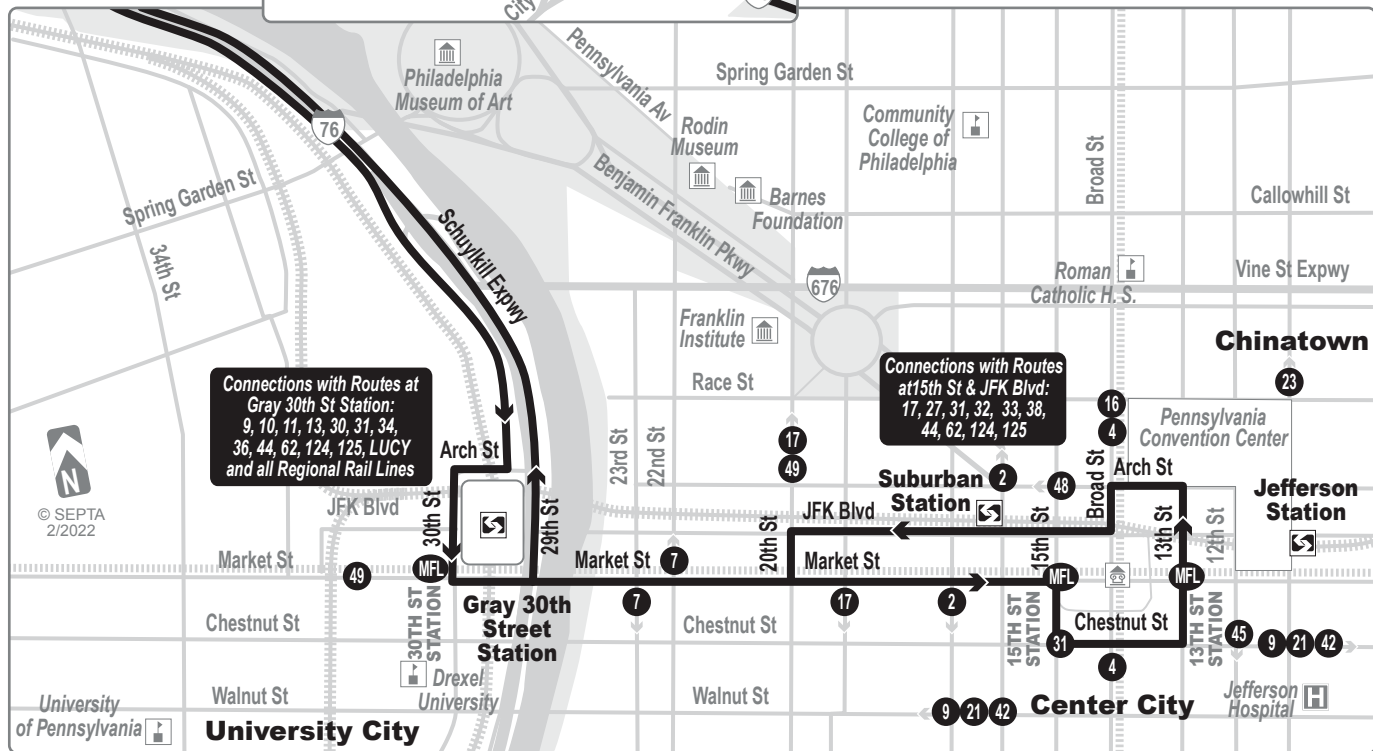 City
Pennsylvania Av
Spring Garden St
Philadelphia
Museum of Art
Community
College of
Philadelphia
Rodin
Museum
76
Broad St
Benjamin Franklin Pkwy
Barnes
Foundation
Callowhill St
Spring Garden St
Schuylkill Expwy
34th St
676
Roman
Catholic H. S.
Vine St Expwy
Franklin
Institute
Chinatown
23
Connections with Routes at
Gray 30th St Station:
9, 10, 11, 13, 30, 31, 34,
36, 44, 62, 124, 125, LUCY
and all Regional Rail Lines
Race St
Connections with Routes
at15th St & JFK Blvd:
17, 27, 31, 32, 33, 38,
44, 62, 124, 125
16
4
Pennsylvania
Convention Center
23rd St
22nd St
17
49
N
© SEPTA
2/2022
Arch St
Suburban
Station
2
48
Broad St
Arch St
Jefferson
Station
JFK Blvd
30th St
29th St
20th St
JFK Blvd
15th St
13th St
12th St
Market St
49
MFL
Market St
7
Market St
MFL
MFL
30TH ST
STATION
Gray 30th
Street
Station
7
17
2
15TH ST
STATION
13TH ST
STATION
Chestnut St
Chestnut St
Chestnut St
31
4
45
9
21
42
Drexel
University
Walnut St
Walnut St
9
21
42
Center City
Jefferson
Hospital
H
University
of Pennsylvania
University City